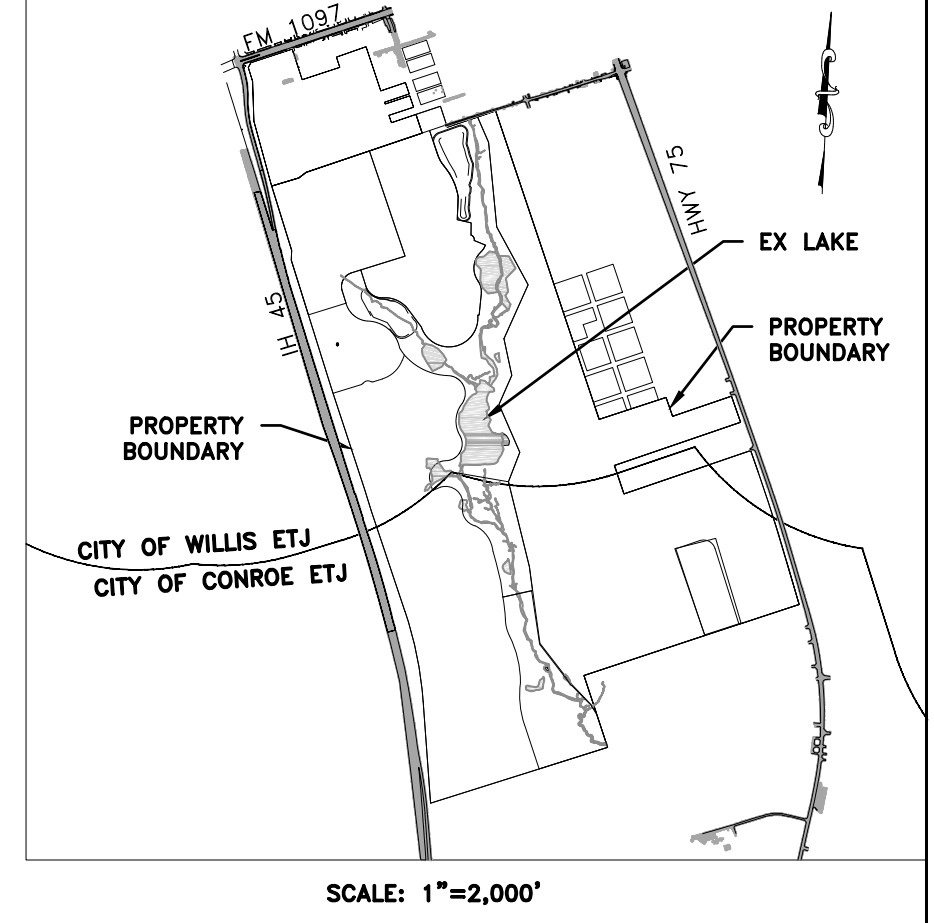 FM 1097
HWY 75
EX LAKE
IH 45
PROPERTY
BOUNDARY
PROPERTY
BOUNDARY
CITY OF WILLIS ETJ
CITY OF CONROE ETJ
SCALE: 1"=2,000'